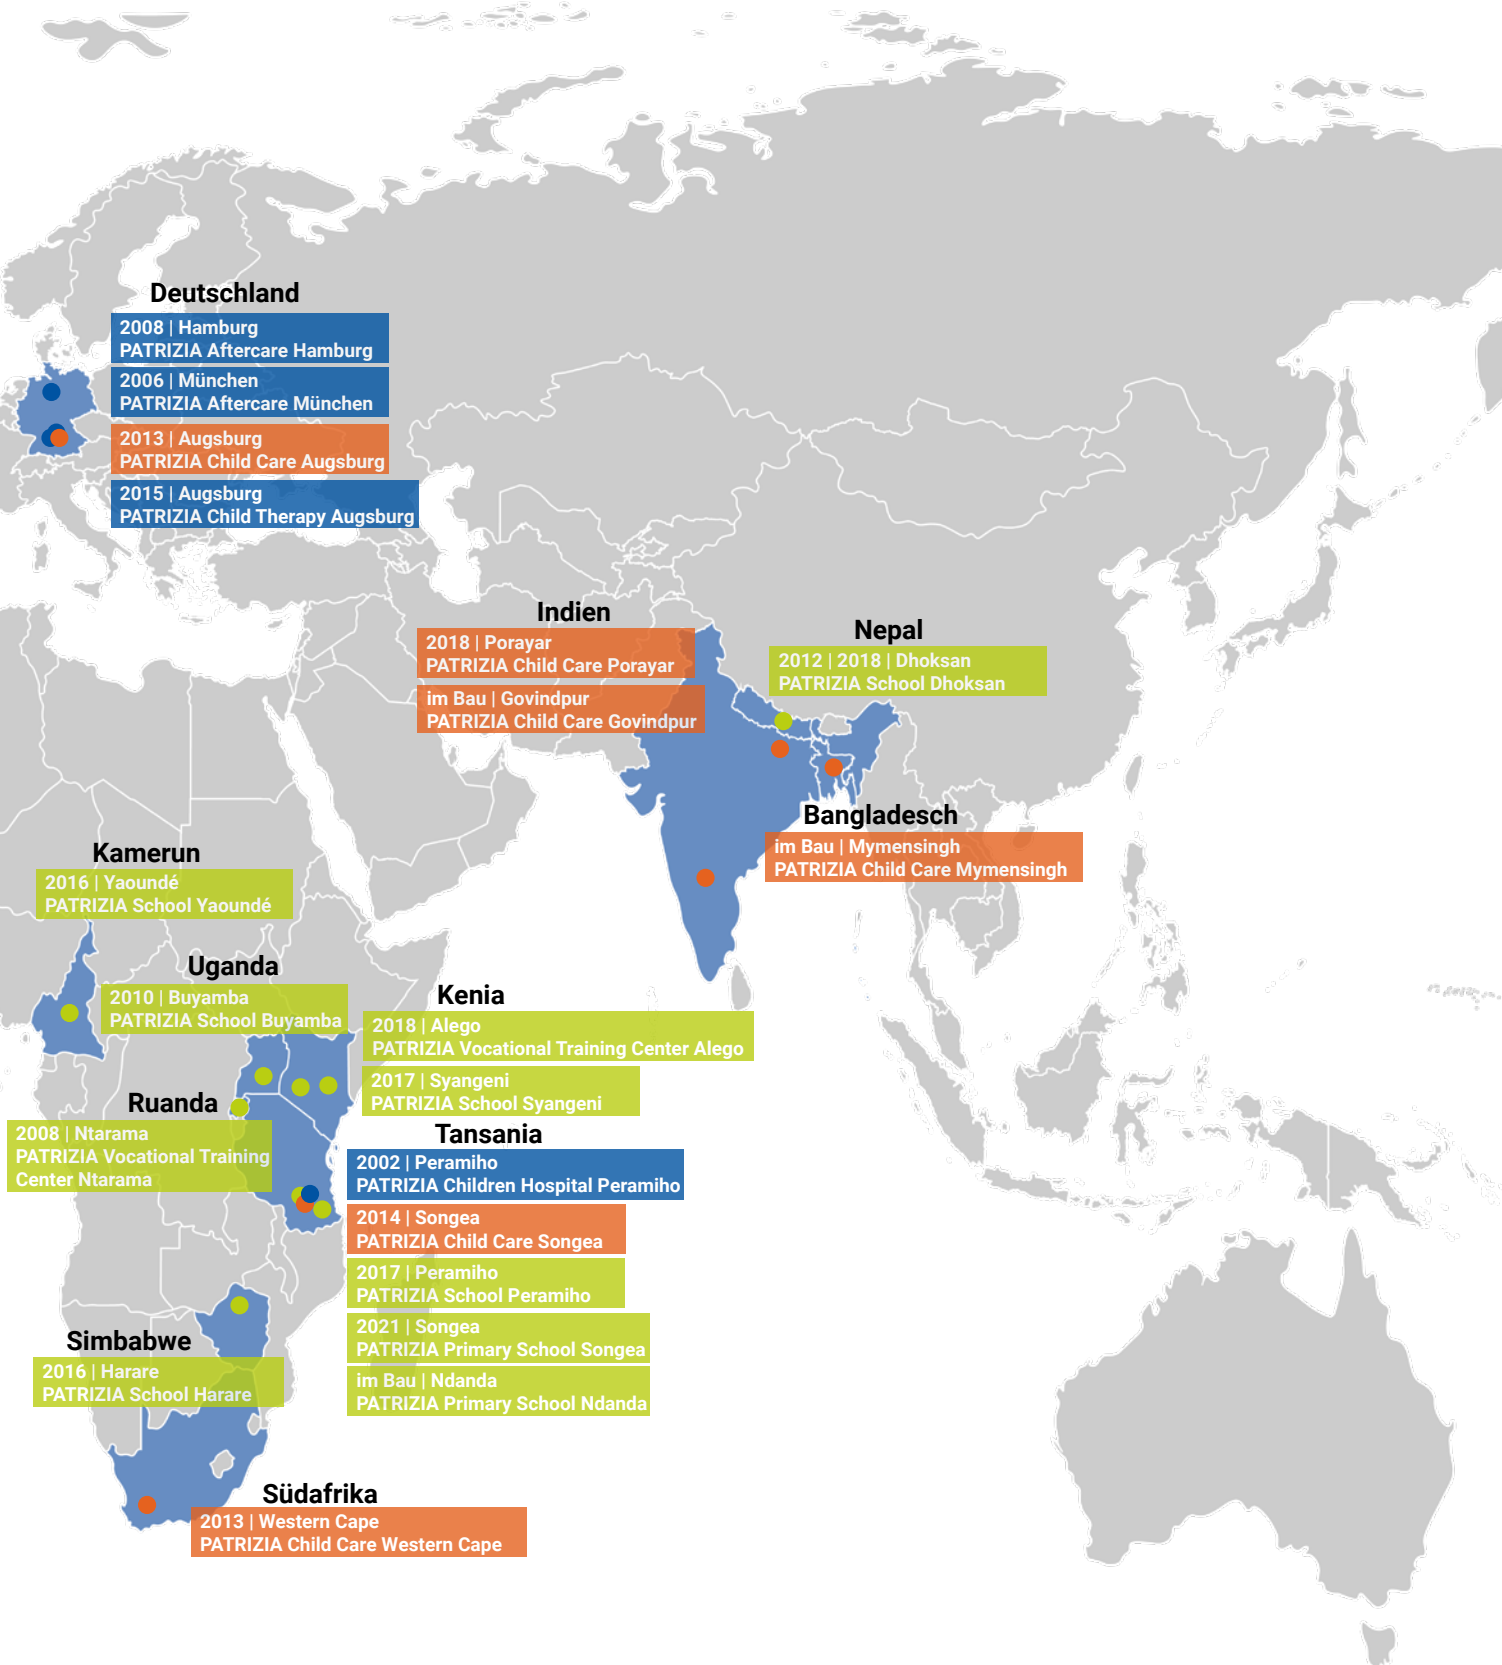 Deutschland
2008 | Hamburg
PATRIZIA Aftercare Hamburg
2006 | München
PATRIZIA Aftercare München
2013 | Augsburg
PATRIZIA Child Care Augsburg
2015 | Augsburg
PATRIZIA Child Therapy Augsburg
Indien
2018 | Porayar
PATRIZIA Child Care Porayar
im Bau | Govindpur
PATRIZIA Child Care Govindpur
Nepal
2012 | 2018 | Dhoksan
PATRIZIA School Dhoksan
Bangladesch
im Bau | Mymensingh
PATRIZIA Child Care Mymensingh
Kamerun
2016 | Yaoundé
PATRIZIA School Yaoundé
Uganda
2010 | Buyamba
PATRIZIA School Buyamba
Kenia
2018 | Alego
PATRIZIA Vocational Training Center Alego
2017 | Syangeni
PATRIZIA School Syangeni
Ruanda
2008 | Ntarama
PATRIZIA Vocational Training
Center Ntarama
Tansania
2002 | Peramiho
PATRIZIA Children Hospital Peramiho
2014 | Songea
PATRIZIA Child Care Songea
2017 | Peramiho
PATRIZIA School Peramiho
2021 | Songea
PATRIZIA Primary School Songea
im Bau | Ndanda
PATRIZIA Primary School Ndanda
Simbabwe
2016 | Harare
PATRIZIA School Harare
Südafrika
2013 | Western Cape
PATRIZIA Child Care Western Cape